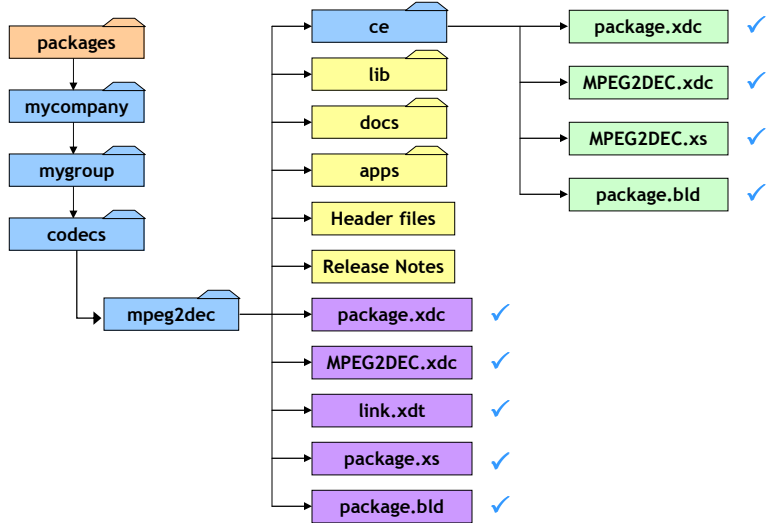 packages
mycompany
mygroup
codecs
mpeg2dec
ce
lib
docs
apps
Header files
Release Notes
package.xdc
MPEG2DEC.xdc
link.xdt
package.xs
package.bld
package.xdc
MPEG2DEC.xdc
MPEG2DEC.xs
package.bld